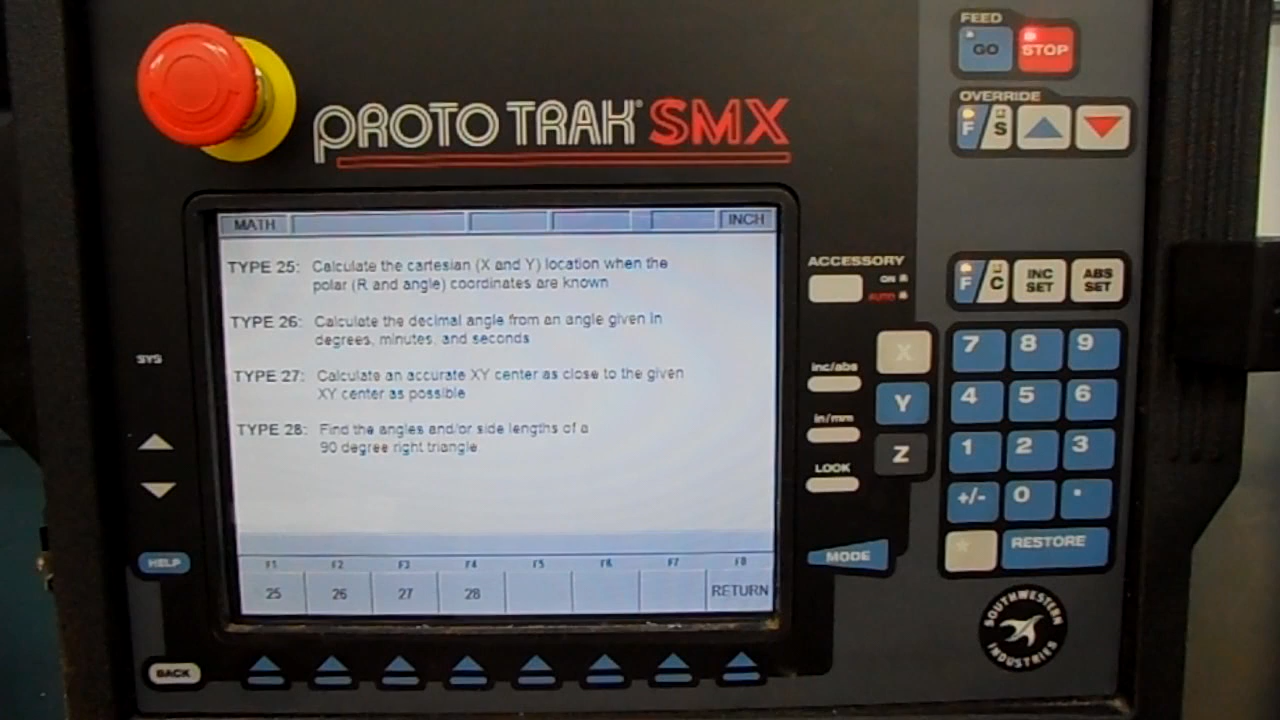 FEED
GO STOP
OVERRIDE
F / S
PROTO TRAK® SMX
MATH INCH
TYPE 25: Calculate the cartesian (X and Y) location when the
polar (R and angle) coordinates are known
TYPE 26: Calculate the decimal angle from an angle given in
degrees, minutes, and seconds
TYPE 27: Calculate an accurate XY center as close to the given
XY center as possible
TYPE 28: Find the angles and/or side lengths of a
90 degree right triangle
F1 F2 F3 F4 F5 F6 F7 F8
25 26 27 28 RETURN
SYS
HELP
BACK
ACCESSORY
ON
AUTO
inc/abs
in/mm
LOOK
MODE
X
Y
Z
F / C INC SET ABS SET
7 8 9
4 5 6
1 2 3
+/- 0 .
* RESTORE
SOUTHWESTERN
INDUSTRIES